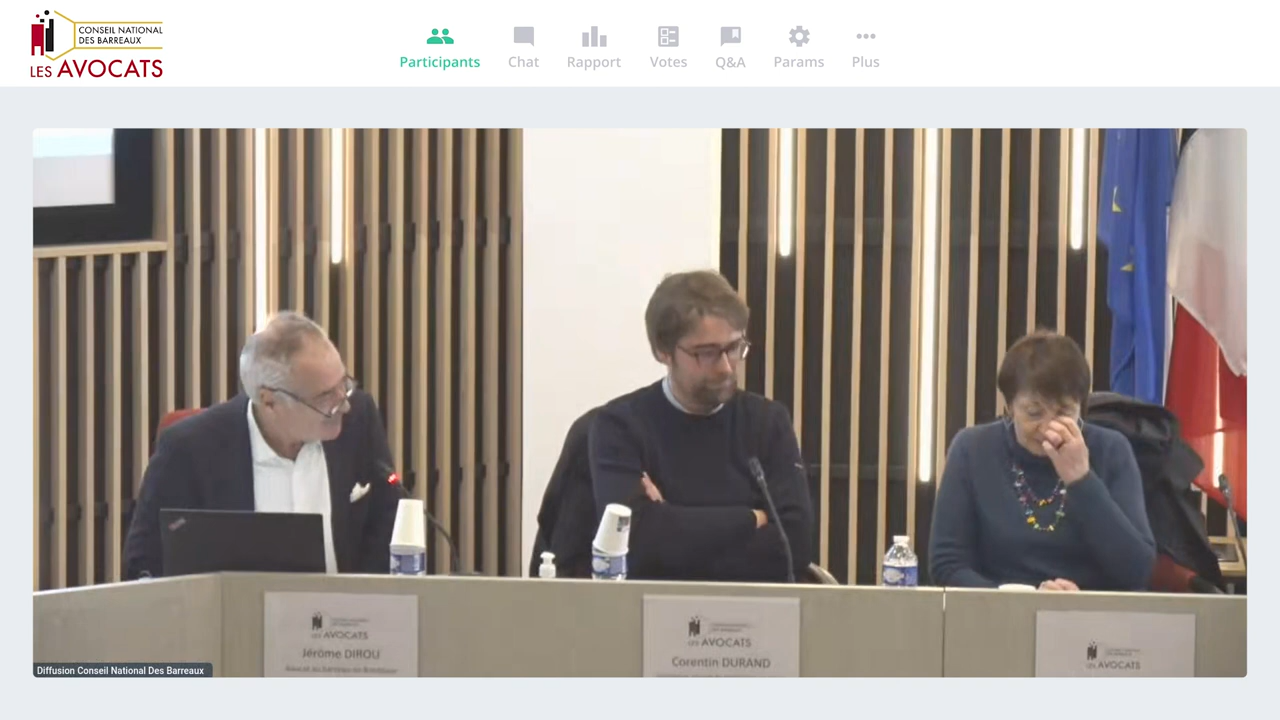 CONSEIL NATIONAL
DES BARREAUX
LES AVOCATS
Participants
Chat
Rapport
Votes
Q&A
Params
Plus
LES AVOCATS
Jérôme DIROU
LES AVOCATS
Corentin DURAND
LES AVOCATS
Diffusion Conseil National Des Barreaux